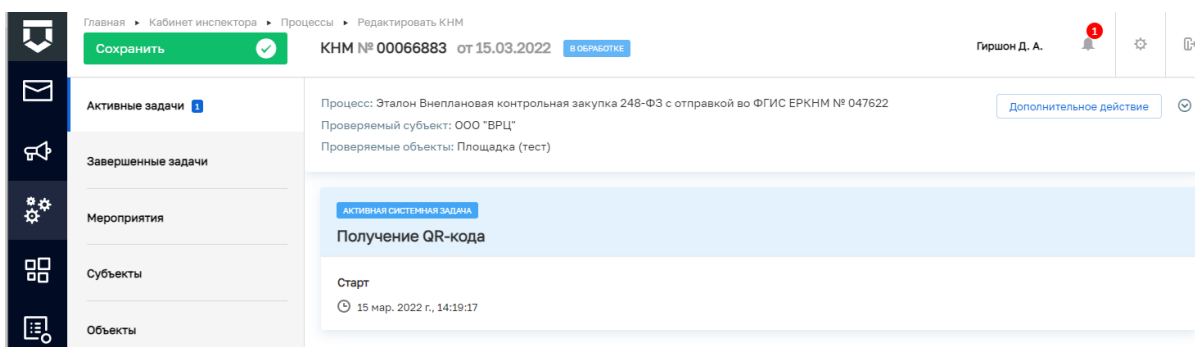 Главная ▸ Кабинет инспектора ▸ Процессы ▸ Редактировать КНМ
Сохранить
КНМ № 00066883 от 15.03.2022 В ОБРАБОТКЕ
Гиршон Д. А.
1
Активные задачи 1
Завершенные задачи
Мероприятия
Субъекты
Объекты
Процесс: Эталон Внеплановая контрольная закупка 248-ФЗ с отправкой во ФГИС ЕРКНМ № 047622
Дополнительное действие
Проверяемый субъект: ООО "ВРЦ"
Проверяемые объекты: Площадка (тест)
АКТИВНАЯ СИСТЕМНАЯ ЗАДАЧА
Получение QR-кода
Старт
15 мар. 2022 г., 14:19:17